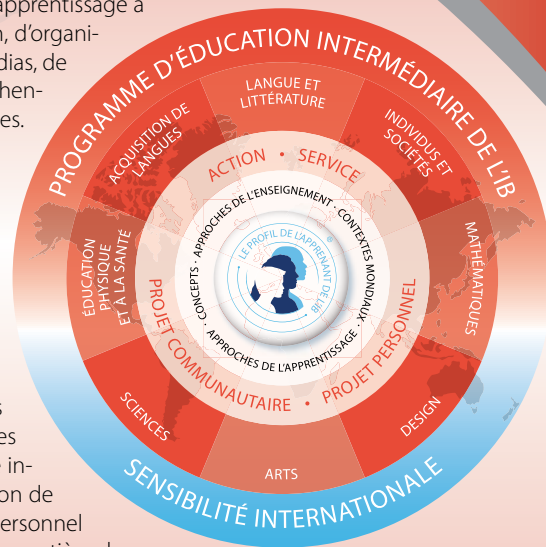 apprentissage à
n, d'organi-
dias, de
hen-
es.
PROGRAMME D'ÉDUCATION INTERMÉDIAIRE DE L'IB
LANGUE ET
LITTÉRATURE
ACQUISITION DE
LANGUES
INDIVIDUS ET
SOCIÉTÉS
ACTION • SERVICE
CONCEPTS · APPROCHES DE L'ENSEIGNEMENT · CONTEXTES MONDIAUX · APPROCHES DE L'APPRENTISSAGE ·
LE PROFIL DE L'APPRENANT DE L'IB
®
ÉDUCATION
PHYSIQUE
ET À LA SANTÉ
MATHÉMATIQUES
PROJET COMMUNAUTAIRE • PROJET PERSONNEL
SCIENCES
ARTS
DESIGN
SENSIBILITÉ INTERNATIONALE
s
es
e in-
on de
ersonnel